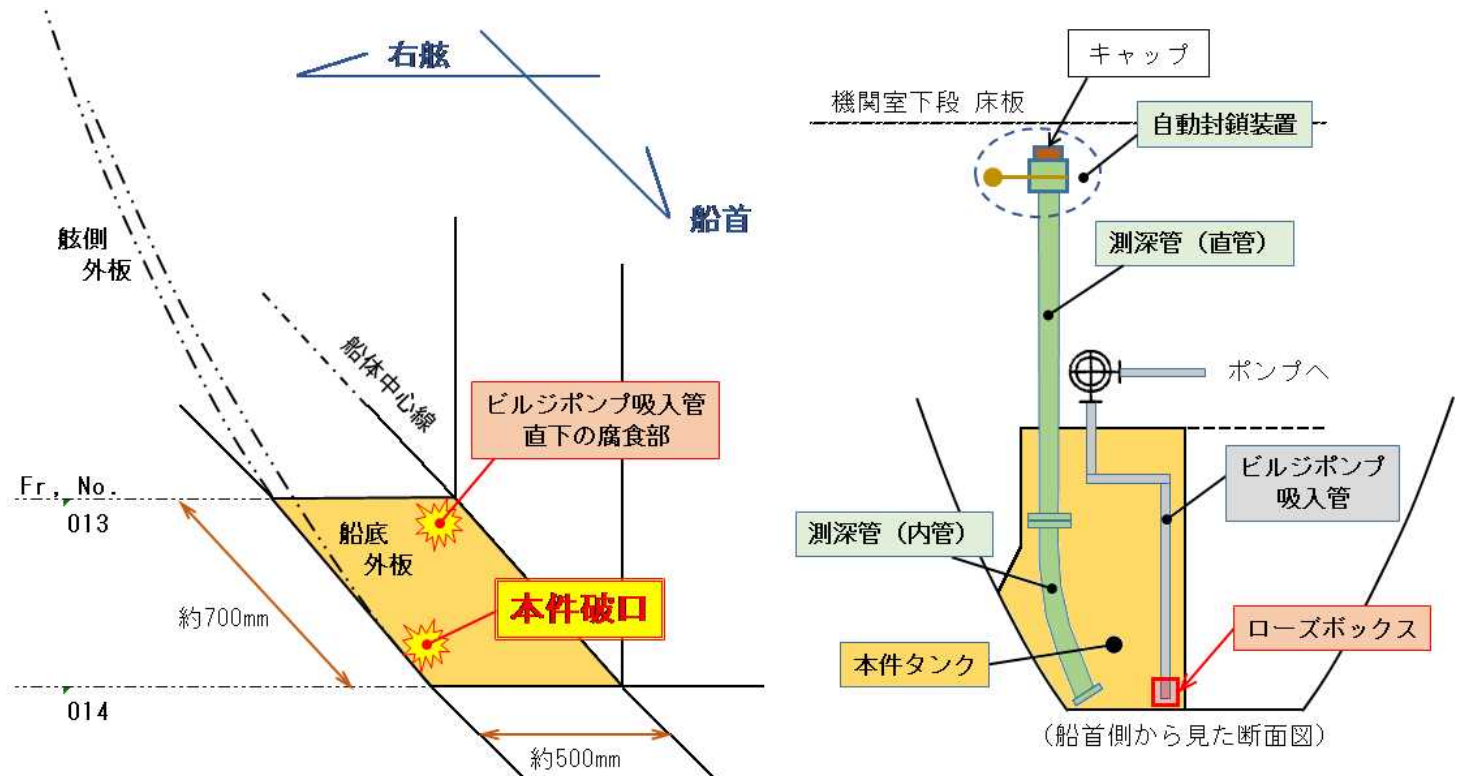 右舷
船首
舷側
外板
船体中心線
ビルジポンプ吸入管
直下の腐食部
Fr, No.
013
船底
外板
本件破口
約700mm
014
約500mm
キャップ
機関室下段 床板
自動封鎖装置
測深管（直管）
ポンプへ
ビルジポンプ
吸入管
測深管（内管）
ローズボックス
本件タンク
（船首側から見た断面図）